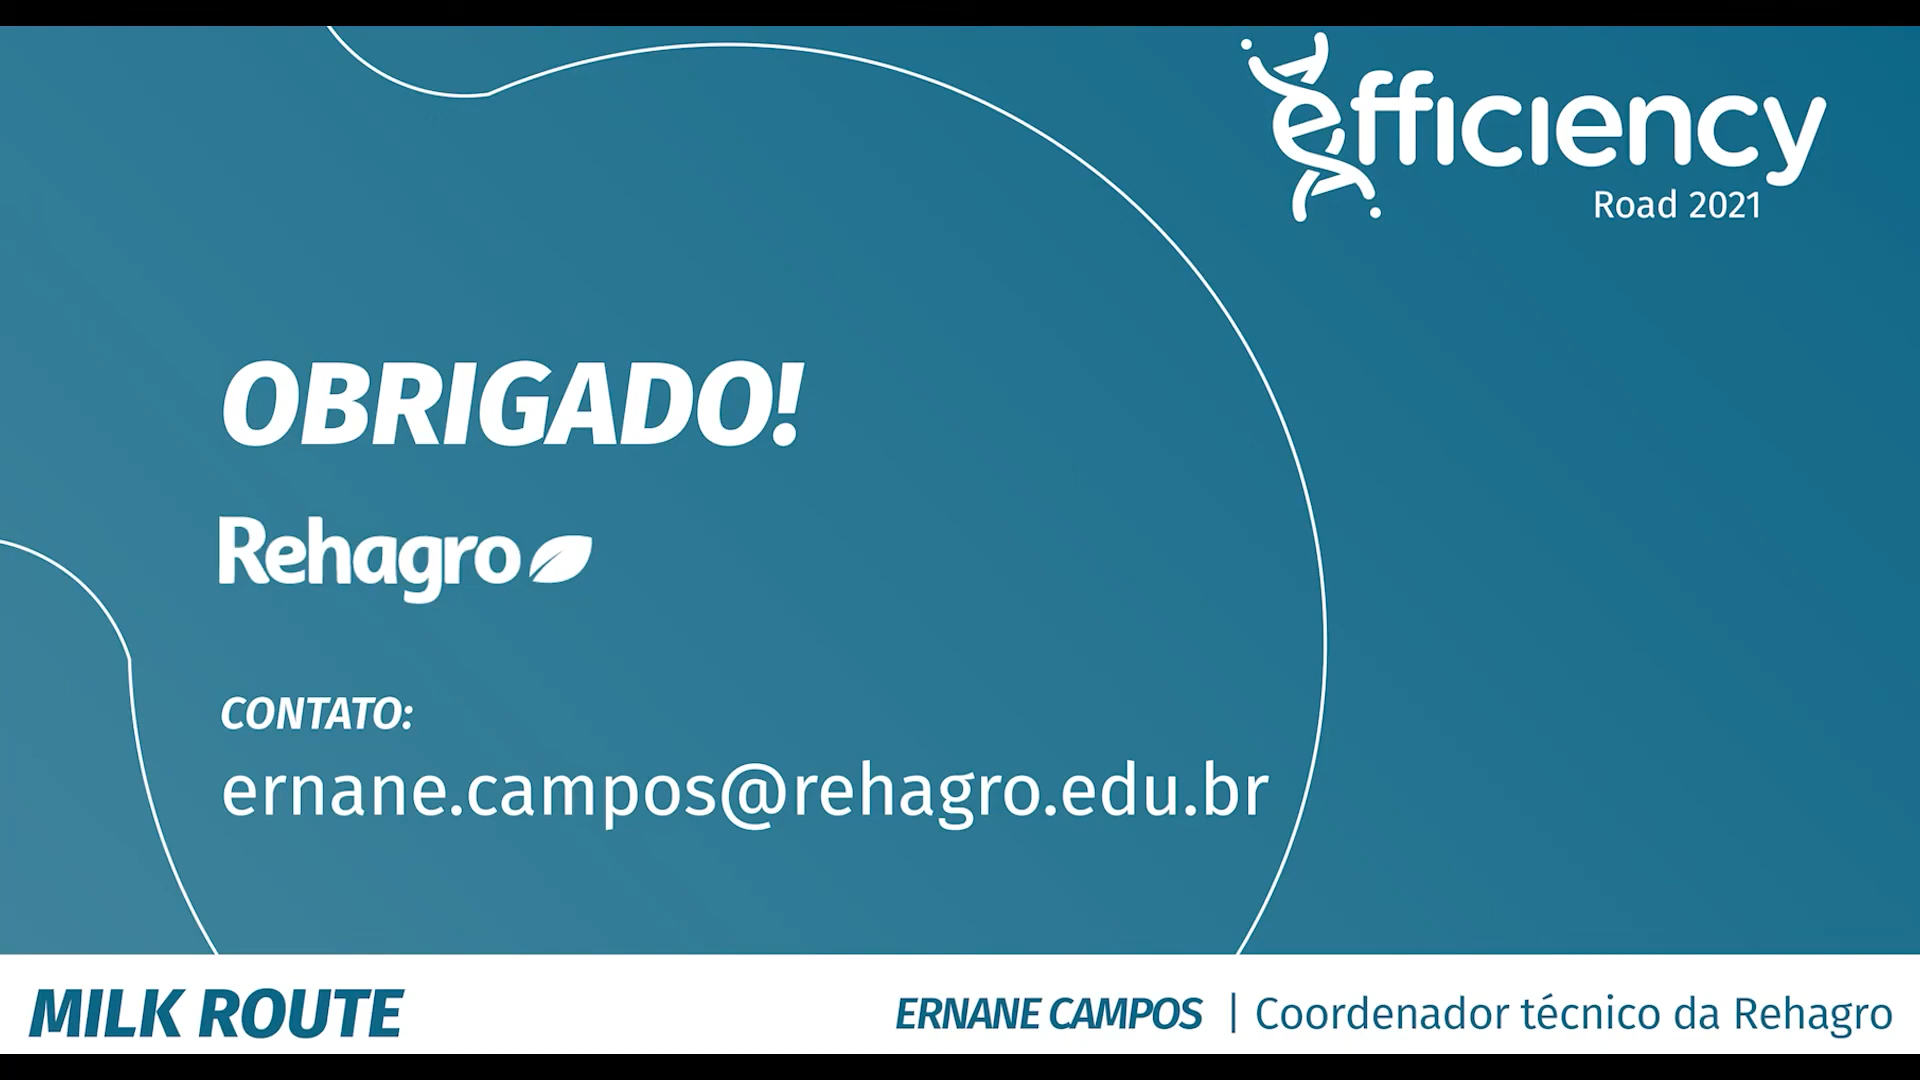 efficiency
Road 2021
OBRIGADO!
Rehagro
CONTATO:
ernane.campos@rehagro.edu.br
MILK ROUTE
ERNANE CAMPOS | Coordenador técnico da Rehagro